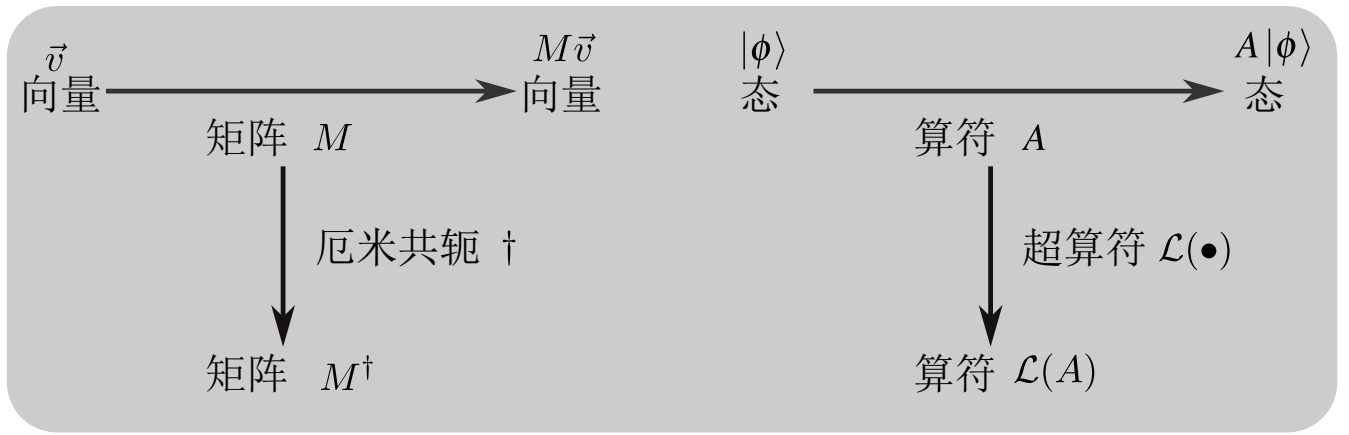 v⃗ Mv⃗ |ϕ⟩ A|ϕ⟩
向量 向量 态 态
矩阵 M 算符 A
厄米共轭 † 超算符 ℒ(•)
矩阵 M† 算符 ℒ(A)